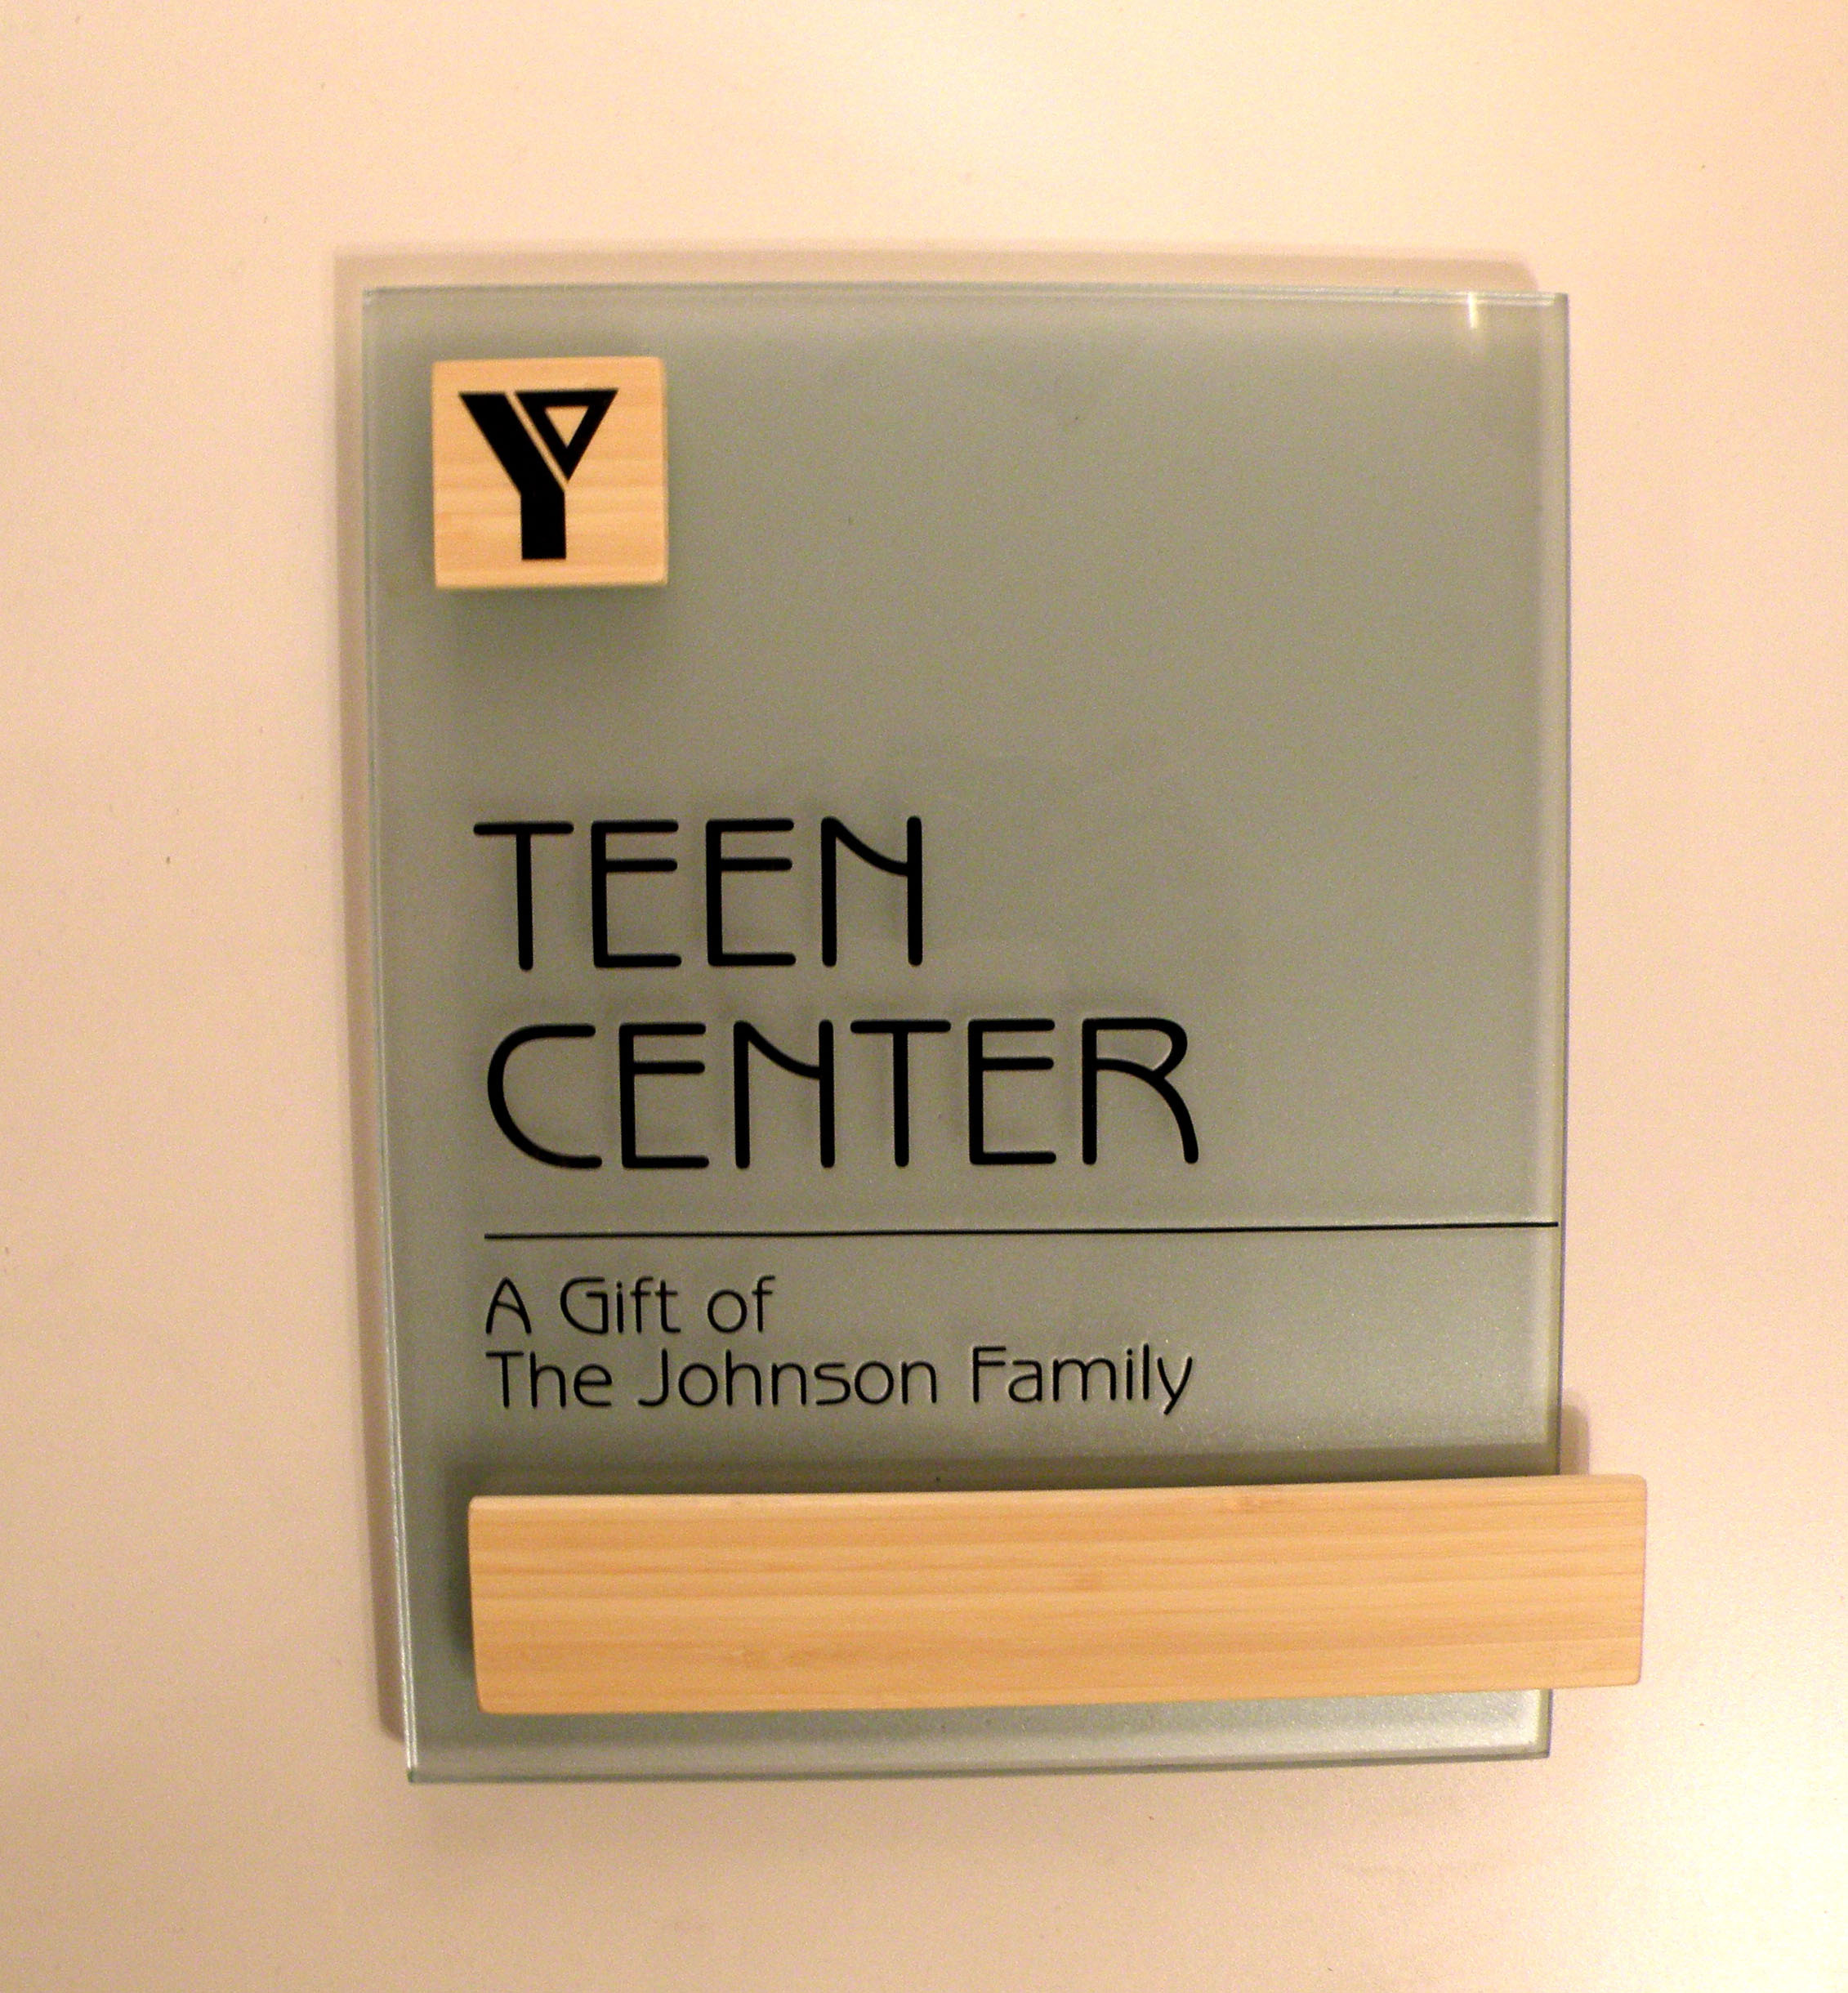 Y
TEEN
CENTER
A Gift of
The Johnson Family